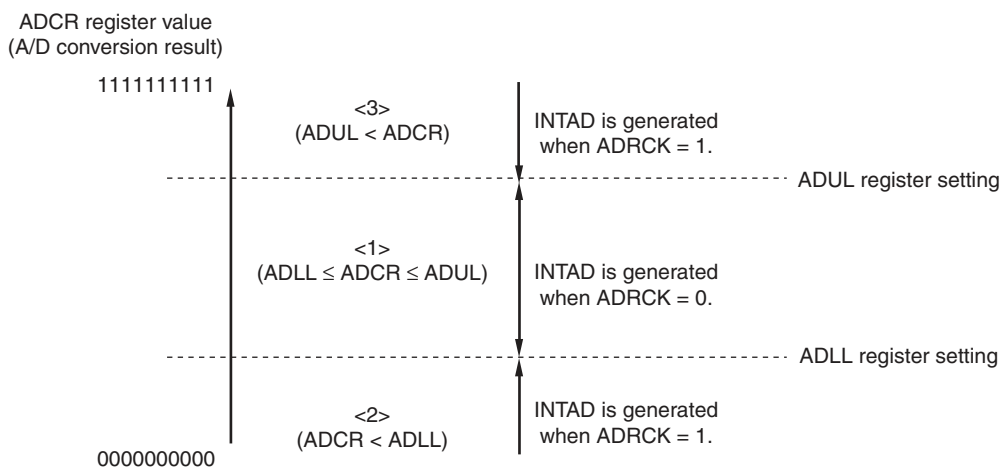 ADCR register value
(A/D conversion result)
1111111111
<3>
(ADUL < ADCR)
INTAD is generated
when ADRCK = 1.
ADUL register setting
<1>
(ADLL ≤ ADCR ≤ ADUL)
INTAD is generated
when ADRCK = 0.
ADLL register setting
<2>
(ADCR < ADLL)
INTAD is generated
when ADRCK = 1.
0000000000